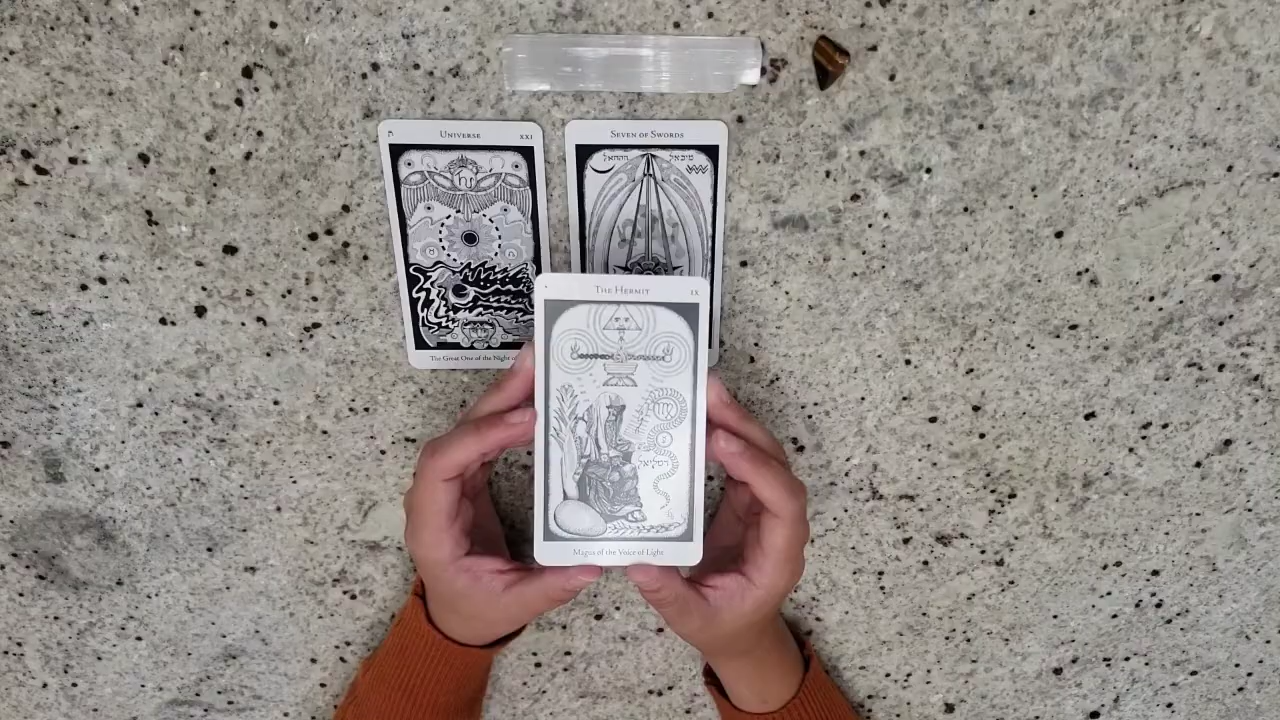 ת
UNIVERSE
XXI
The Great One of the Night of
SEVEN OF SWORDS
THE HERMIT
IX
Magus of the Voice of Light